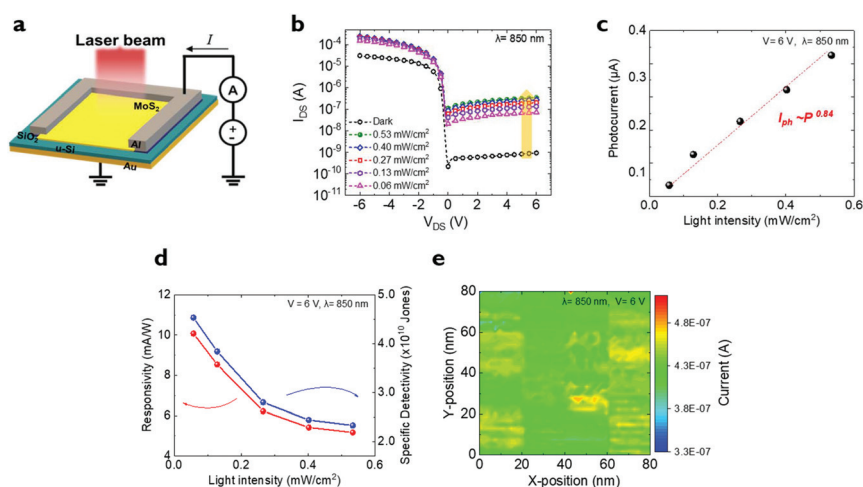 a
Laser beam
I
A
MoS2
SiO2
Al
u-Si
Au
b
λ= 850 nm
10-4
10-5
10-6
10-7
10-8
10-9
10-10
10-11
IDS (A)
Dark
0.53 mW/cm2
0.40 mW/cm2
0.27 mW/cm2
0.13 mW/cm2
0.06 mW/cm2
-6 -4 -2 0 2 4 6
VDS (V)
c
V= 6 V, λ= 850 nm
0.4
0.3
0.2
0.1
Photocurrent (μA)
Iph ~P 0.84
0.0 0.2 0.4 0.6
Light intensity (mW/cm2)
d
V = 6 V, λ= 850 nm
12
10
8
6
4
Responsivity (mA/W)
5.0
4.2
3.5
2.8
2.1
Specific Detectivity (x1010 Jones)
0.0 0.1 0.2 0.3 0.4 0.5 0.6
Light intensity (mW/cm2)
e
λ= 850 nm, V= 6 V
80
60
40
20
0
Y-position (nm)
0 20 40 60 80
X-position (nm)
4.8E-07
4.3E-07
3.8E-07
3.3E-07
Current (A)